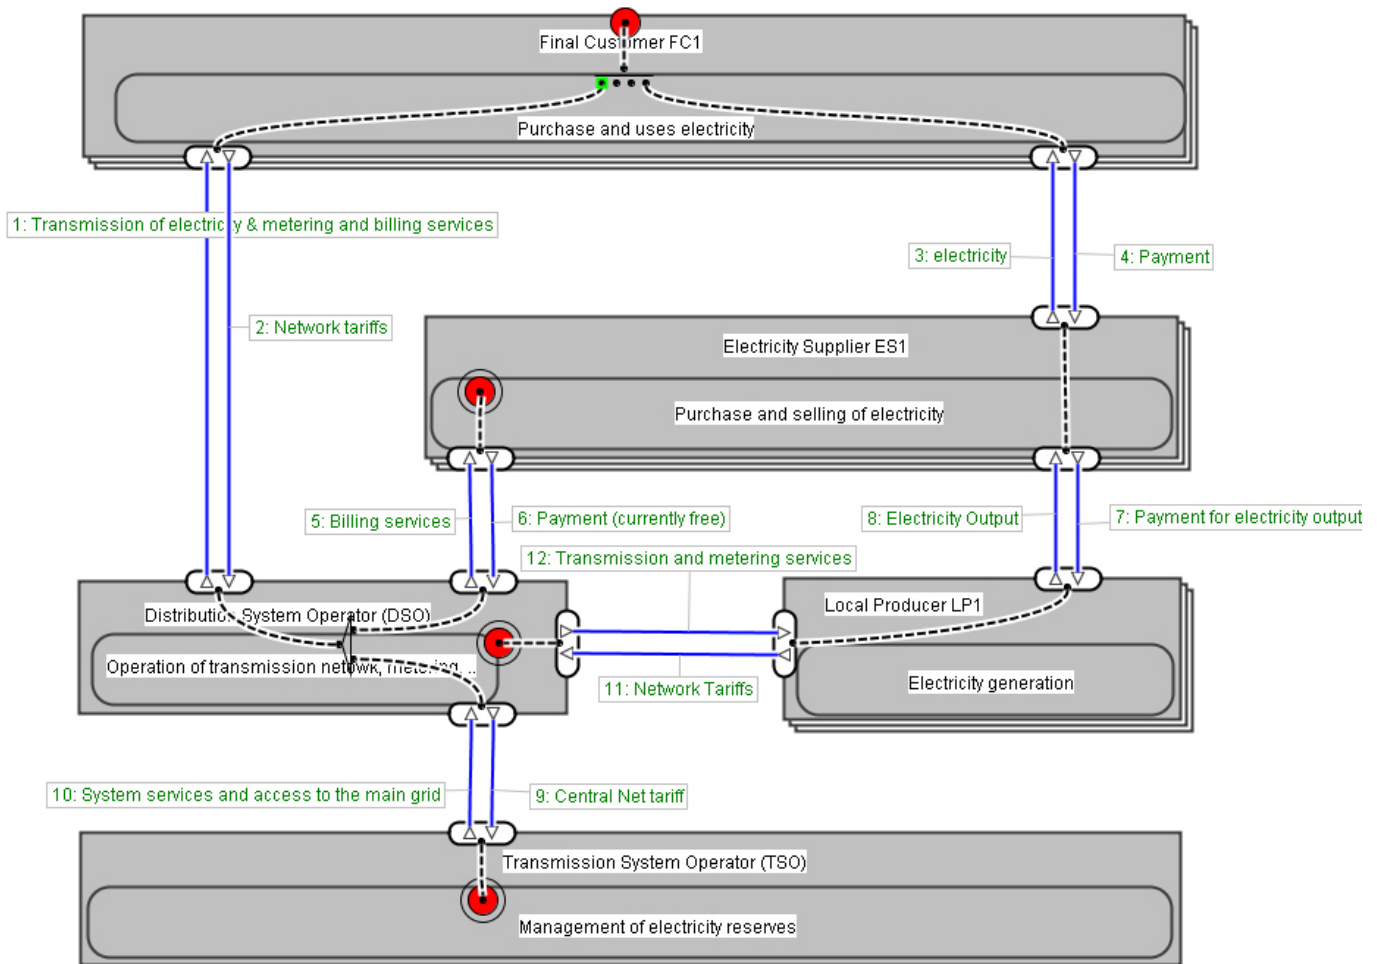 Final Customer FC1
Purchase and uses electricity
1: Transmission of electricity & metering and billing services
3: electricity
4: Payment
2: Network tariffs
Electricity Supplier ES1
Purchase and selling of electricity
5: Billing services
6: Payment (currently free)
8: Electricity Output
7: Payment for electricity output
12: Transmission and metering services
Distribution System Operator (DSO)
Local Producer LP1
Operation of transmission netowk, metering, ..
Electricity generation
11: Network Tariffs
10: System services and access to the main grid
9: Central Net tariff
Transmission System Operator (TSO)
Management of electricity reserves